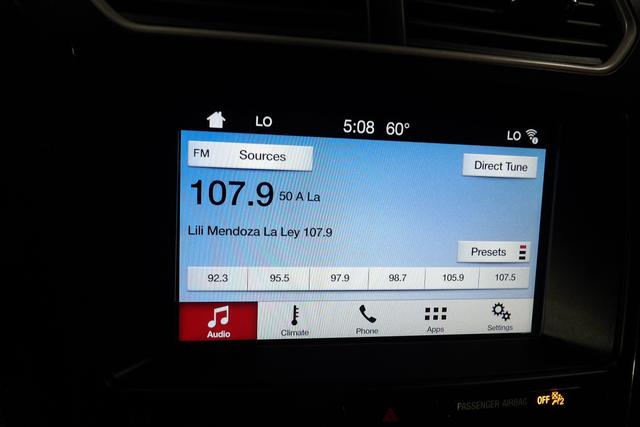 LO 5:08 60° LO
FM Sources
Direct Tune
107.9 50 A La
Lili Mendoza La Ley 107.9
Presets
92.3 95.5 97.9 98.7 105.9 107.5
Audio Climate Phone Apps Settings
PASSENGER AIRBAG OFF 2